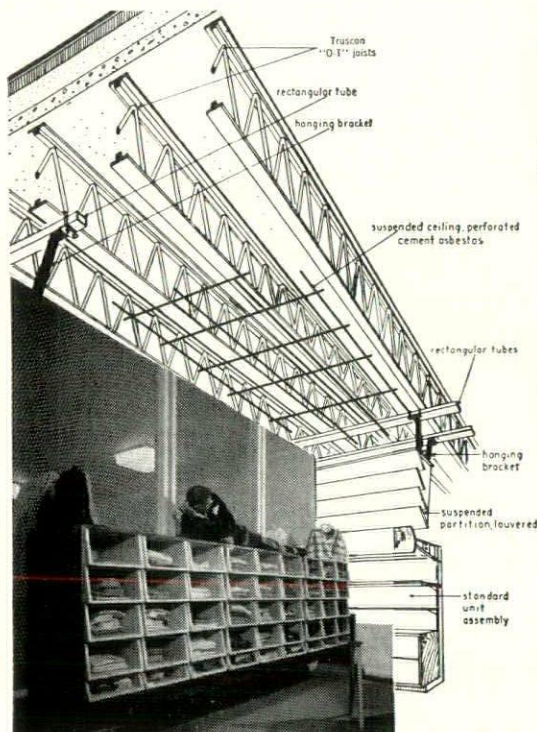 Truscon
"O-T" joists
rectangular tube
hanging bracket
suspended ceiling, perforated
cement asbestos
rectangular tubes
hanging
bracket
suspended
partition, louvered
standard
unit
assembly